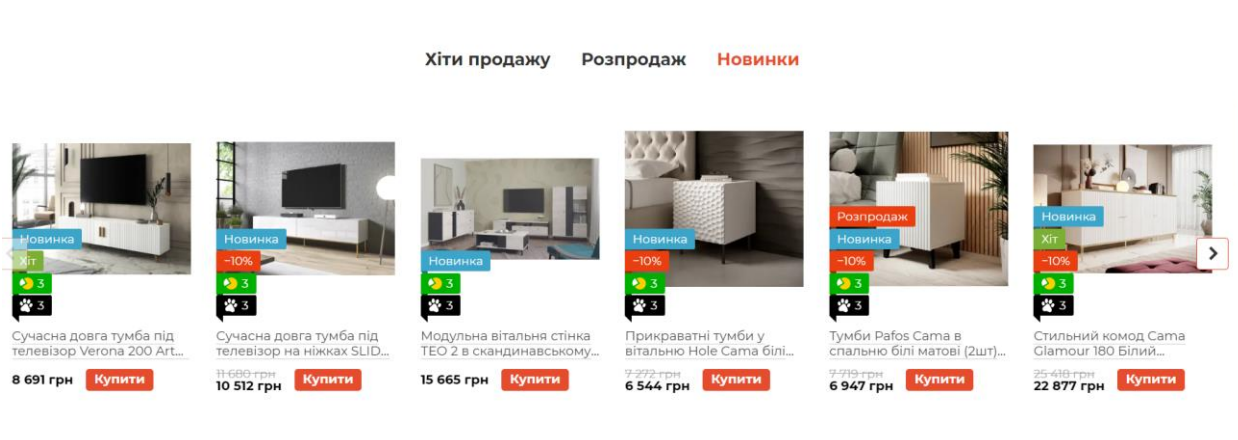 Хіти продажу Розпродаж Новинки
Новинка
Хіт
3
3
Сучасна довга тумба під
телевізор Verona 200 Art...
8 691 грн Купити
Новинка
−10%
3
3
Сучасна довга тумба під
телевізор на ніжках SLID...
11 680 грн
10 512 грн Купити
Новинка
3
3
Модульна вітальня стінка
ТЕО 2 в скандинавському...
15 665 грн Купити
Новинка
−10%
3
3
Прикраватні тумби у
вітальню Hole Cama білі...
7 272 грн
6 544 грн Купити
Розпродаж
Новинка
−10%
3
3
Тумби Pafos Cama в
спальню білі матові (2шт)...
7 719 грн
6 947 грн Купити
Новинка
Хіт
−10%
3
3
Стильний комод Cama
Glamour 180 Білий...
25 418 грн
22 877 грн Купити